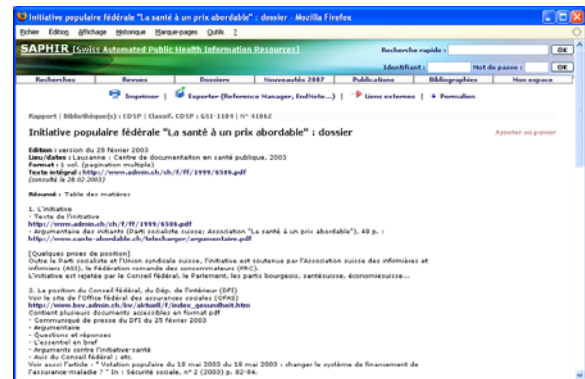 Initiative populaire fédérale "La santé à un prix abordable" : dossier - Mozilla Firefox
Fichier Édition Affichage Historique Marque-pages Outils ?
SAPHIR [Swiss Automated Public Health Information Resources]
Recherche rapide : OK
Identifiant : Mot de passe : OK
Recherches Revues Dossiers Nouveautés 2007 Publications Bibliographies Mon espace
Imprimer | Exporter (Reference Manager, EndNote...) | Liens externes | Permalien
Rapport | Bibliothèque(s) : CDSP | Classif. CDSP : GSI-1184 | N° 41062
Initiative populaire fédérale "La santé à un prix abordable" : dossier
Ajouter au panier
Edition : version du 28 février 2003
Lieu/dates : Lausanne : Centre de documentaiton en santé publique, 2003
Format : 1 vol. (pagination multiple)
Texte intégral : http://www.admin.ch/ch/f/ff/1999/6586.pdf
(consulté le 28.02.2003)
Résumé : Table des matières
1. L'initiative
- Texte de l'initiative
http://www.admin.ch/ch/f/ff/1999/6586.pdf
- Argumentaire des initiants (Parti socialiste suisse; Association "La santé à un prix abordable"), 48 p. :
http://www.sante-abordable.ch/telecharger/argumentaire.pdf
[Quelques prises de position]
Outre le Parti socialiste et l'Union syndicale suisse, l'initiative est soutenue par l'Association suisse des infirmières et
infirmiers (ASI), le Fédération romande des consommateurs (FRC).
L'initiative est rejetée par le Conseil fédéral, le Parlement, les partis bourgeois, santésuisse, économiesuisse...
2. La position du Conseil fédéral, du Dép. de l'intérieur (DFI)
Voir le site de l'Office fédéral des assurances sociales (OFAS)
http://www.bsv.admin.ch/kv/aktuell/f/index_gesundheit.htm
Contient plusieurs documents accessibles en format pdf
- Communiqué de presse du DFI du 25 février 2003
- Argumentaire
- Questions et réponses
- L'essentiel en bref
- Arguments contre l'initiative-santé
- Avis du Conseil fédéral ; etc.
Voir aussi l'article : " Votation populaire du 18 mai 2003 du 18 mai 2003 : changer le système de financement de
l'assurance-maladie ? " In : Sécurité sociale, n° 2 (2003) p. 82-84.